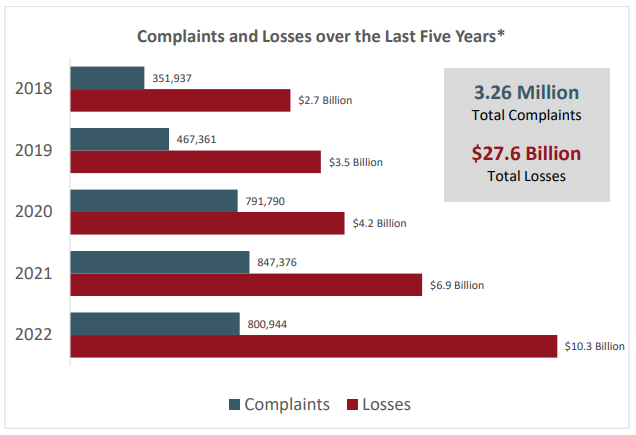 Complaints and Losses over the Last Five Years*
3.26 Million
Total Complaints
$27.6 Billion
Total Losses
2018
351,937
$2.7 Billion
2019
467,361
$3.5 Billion
2020
791,790
$4.2 Billion
2021
847,376
$6.9 Billion
2022
800,944
$10.3 Billion
Complaints
Losses